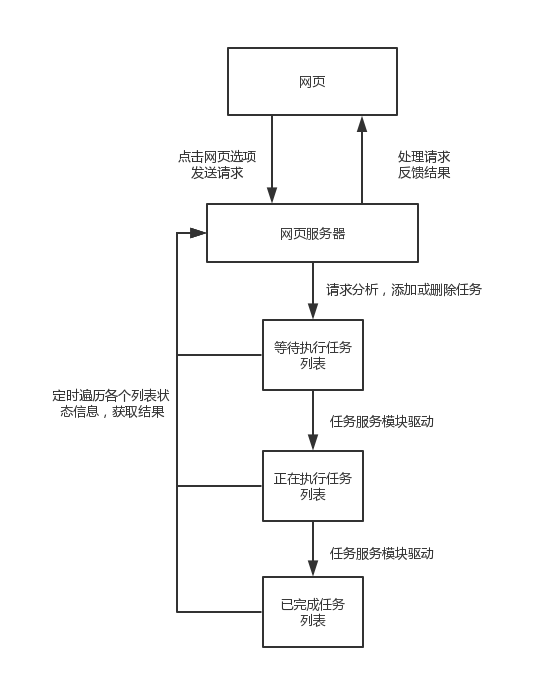 网页
点击网页选项
发送请求
处理请求
反馈结果
网页服务器
请求分析，添加或删除任务
等待执行任务
列表
定时遍历各个列表状
态信息，获取结果
任务服务模块驱动
正在执行任务
列表
任务服务模块驱动
已完成任务
列表